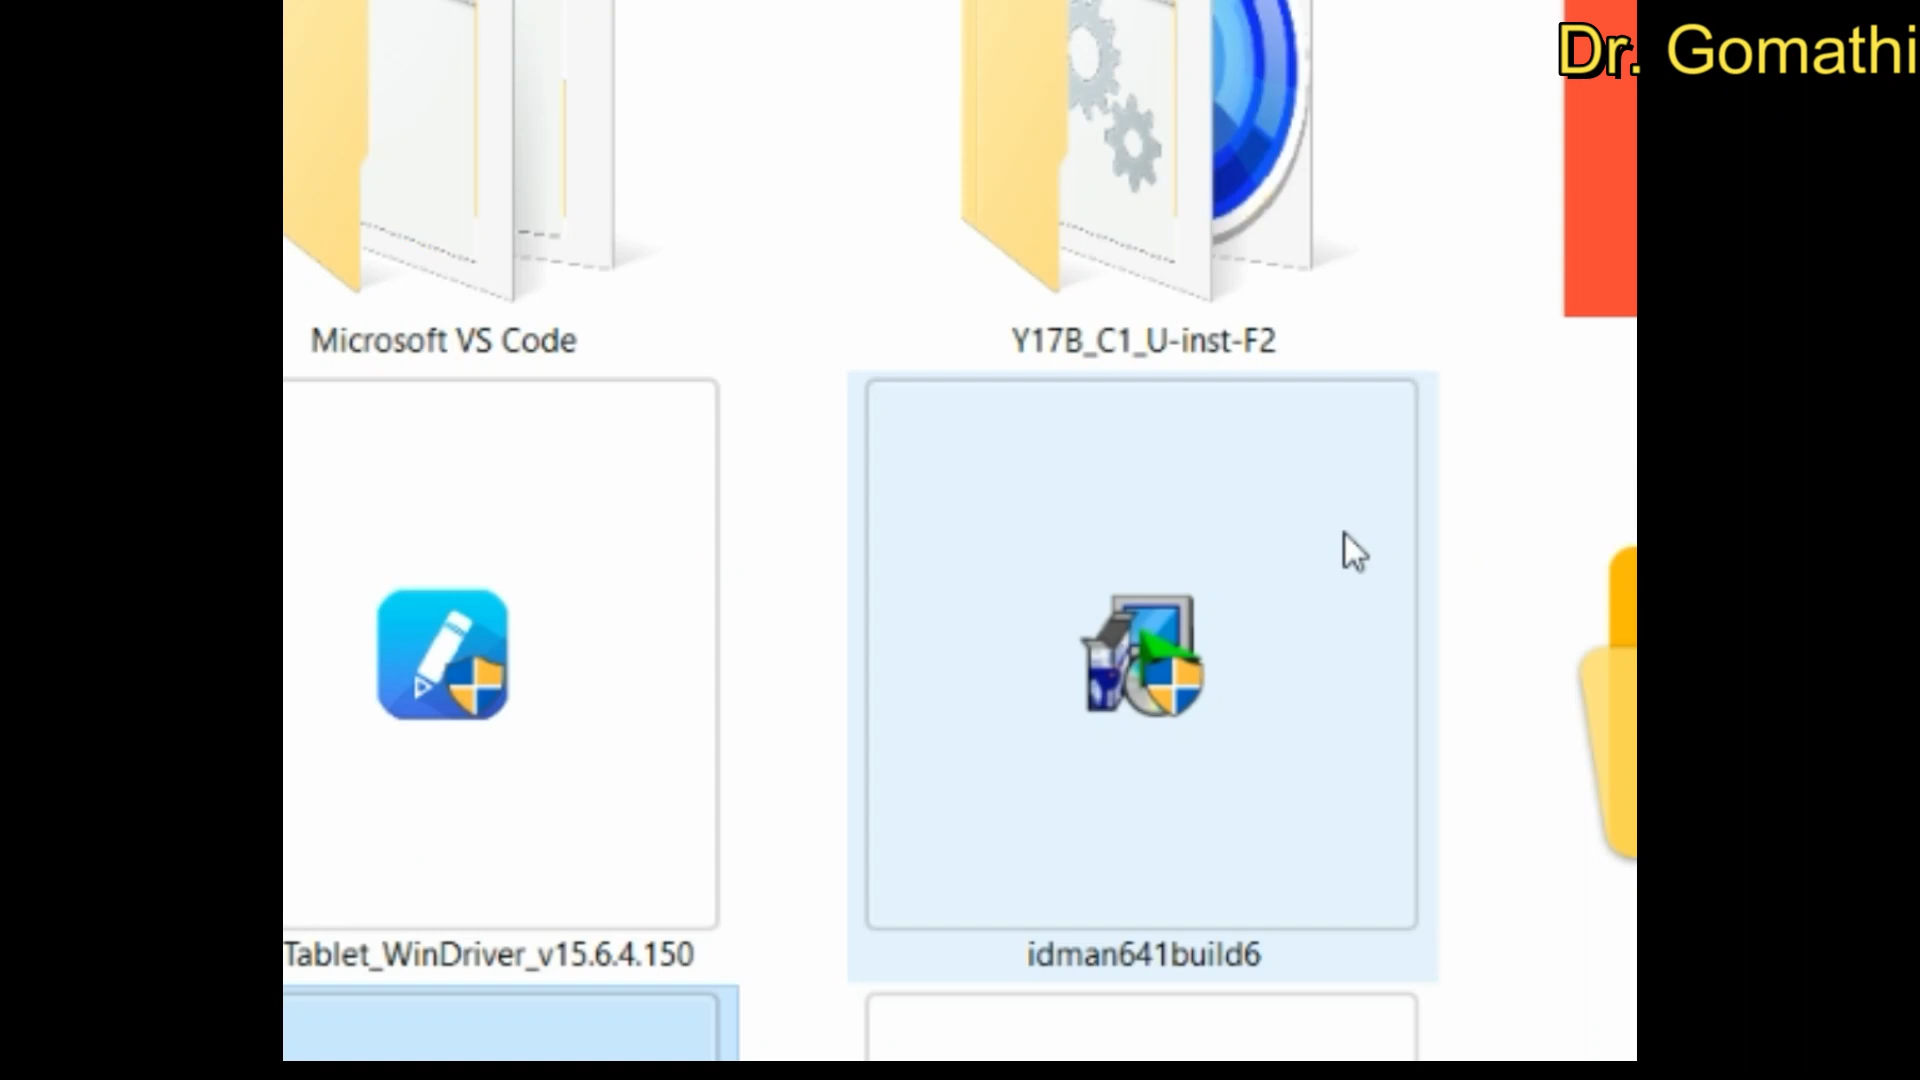 Dr. Gomathi
Microsoft VS Code
Y17B_C1_U-inst-F2
Tablet_WinDriver_v15.6.4.150
idman641build6